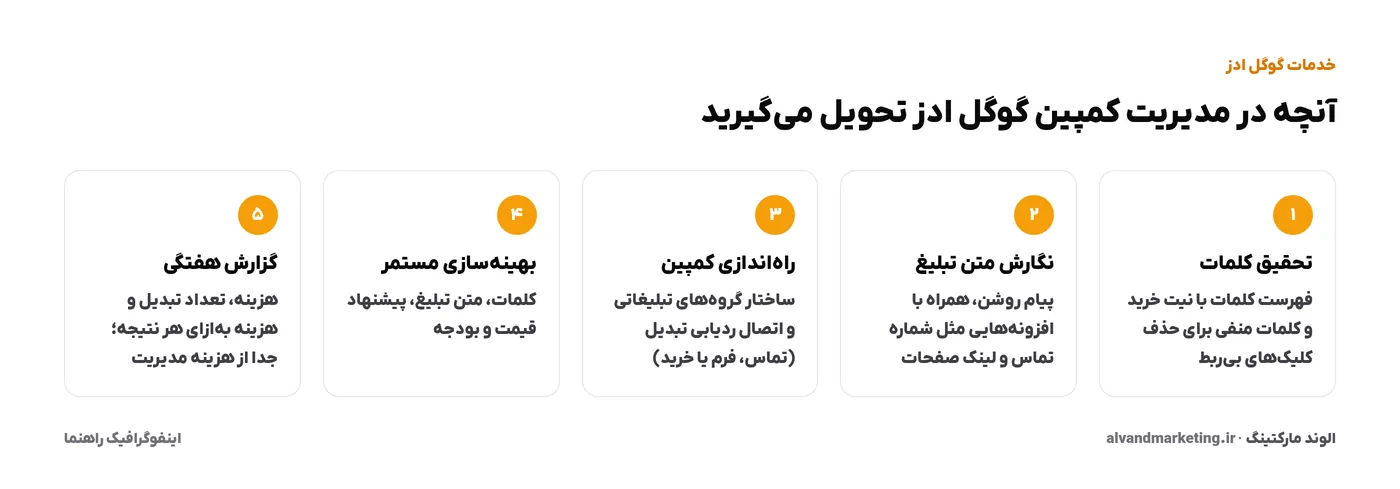 خدمات گوگل ادز
آنچه در مدیریت کمپین گوگل ادز تحویل می‌گیرید
۱
تحقیق کلمات
فهرست کلمات با نیت خرید
و کلمات منفی برای حذف
کلیک‌های بی‌ربط
۲
نگارش متن تبلیغ
پیام روشن، همراه با
افزونه‌هایی مثل شماره
تماس و لینک صفحات
۳
راه‌اندازی کمپین
ساختار گروه‌های تبلیغاتی
و اتصال ردیابی تبدیل
(تماس، فرم یا خرید)
۴
بهینه‌سازی مستمر
کلمات، متن تبلیغ، پیشنهاد
قیمت و بودجه
۵
گزارش هفتگی
هزینه، تعداد تبدیل و
هزینه به‌ازای هر نتیجه؛
جدا از هزینه مدیریت
الوند مارکتینگ · alvandmarketing.ir
اینفوگرافیک راهنما